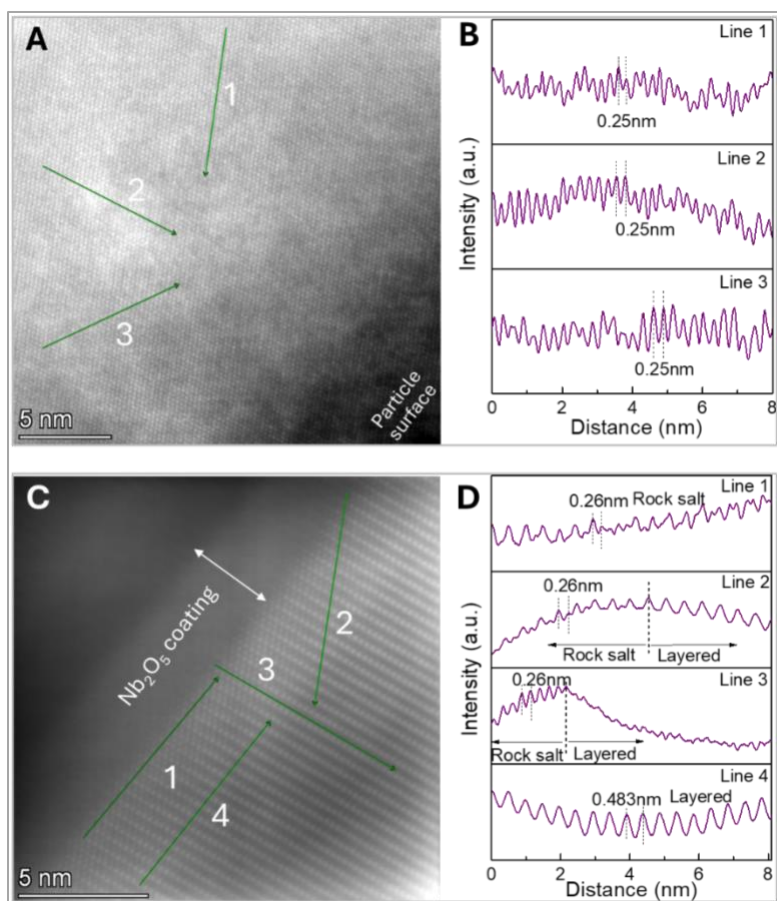 A
1
2
3
Particle
surface
5 nm
B
Line 1
0.25nm
Line 2
0.25nm
Line 3
0.25nm
Intensity (a.u.)
0 2 4 6 8
Distance (nm)
C
Nb₂O₅ coating
2
3
1
4
5 nm
D
Line 1
0.26nm Rock salt
Line 2
0.26nm
Rock salt Layered
Line 3
0.26nm
Rock salt Layered
Line 4
0.483nm Layered
Intensity (a.u.)
0 2 4 6 8
Distance (nm)